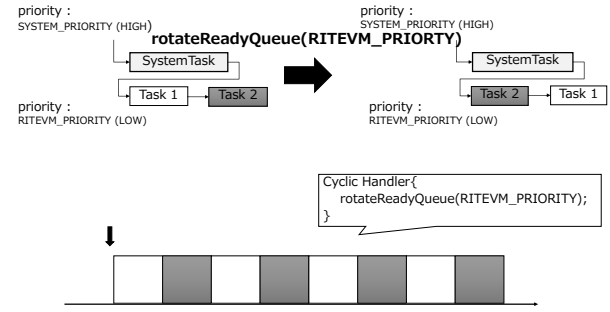 priority :
SYSTEM_PRIORITY (HIGH)
rotateReadyQueue(RITEVM_PRIORTY)
SystemTask
Task 1
Task 2
priority :
RITEVM_PRIORITY (LOW)
priority :
SYSTEM_PRIORITY (HIGH)
SystemTask
Task 2
Task 1
priority :
RITEVM_PRIORITY (LOW)
Cyclic Handler{
rotateReadyQueue(RITEVM_PRIORITY);
}